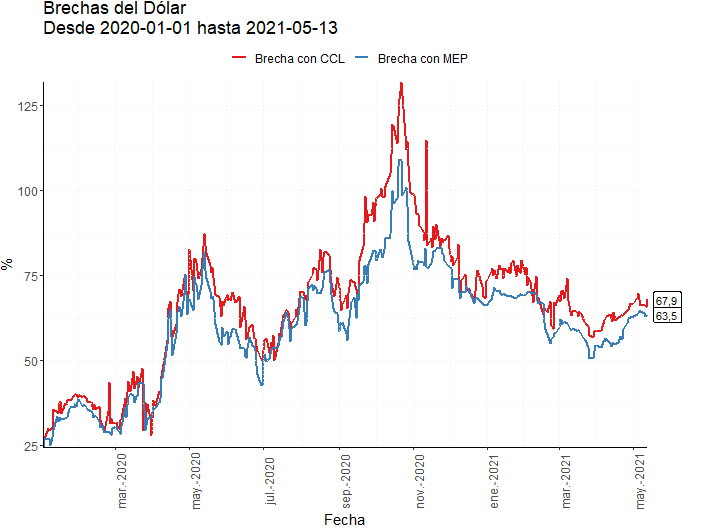 Brechas del Dólar
Desde 2020-01-01 hasta 2021-05-13
Brecha con CCL
Brecha con MEP
%
125
100
75
50
25
67,9
63,5
mar.-2020
may.-2020
jul.-2020
sep.-2020
nov.-2020
ene.-2021
mar.-2021
may.-2021
Fecha